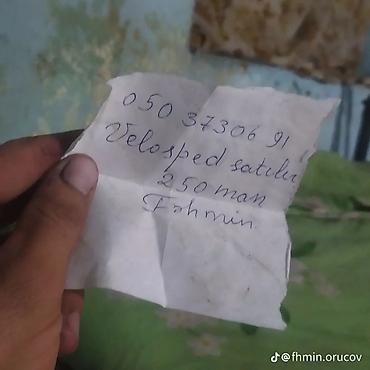 050 37306 91
Velosped satılır
250 man
Fəhmin
@fhmin.orucov